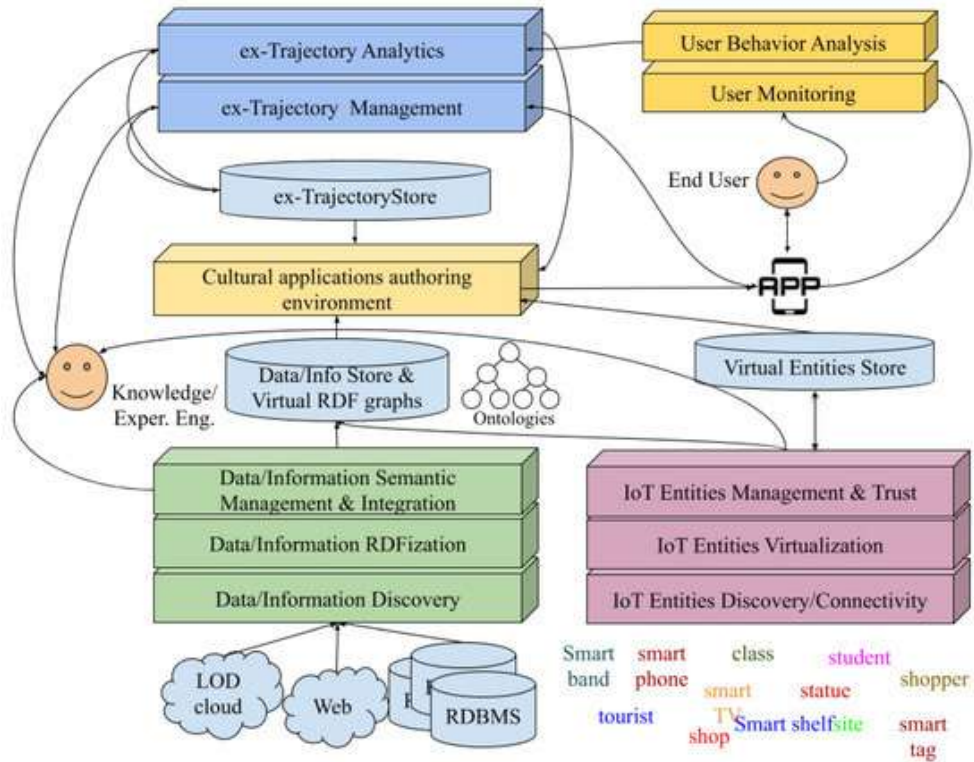 ex-Trajectory Analytics
ex-Trajectory Management
User Behavior Analysis
User Monitoring
End User
ex-TrajectoryStore
Cultural applications authoring
environment
APP
Knowledge/
Exper. Eng.
Data/Info Store &
Virtual RDF graphs
Ontologies
Virtual Entities Store
Data/Information Semantic
Management & Integration
Data/Information RDFization
Data/Information Discovery
IoT Entities Management & Trust
IoT Entities Virtualization
IoT Entities Discovery/Connectivity
LOD
cloud
Web
RDBMS
Smart
band
smart
phone
class
student
shopper
smart
TV
statue
tourist
shop
Smart shelf
site
smart
tag